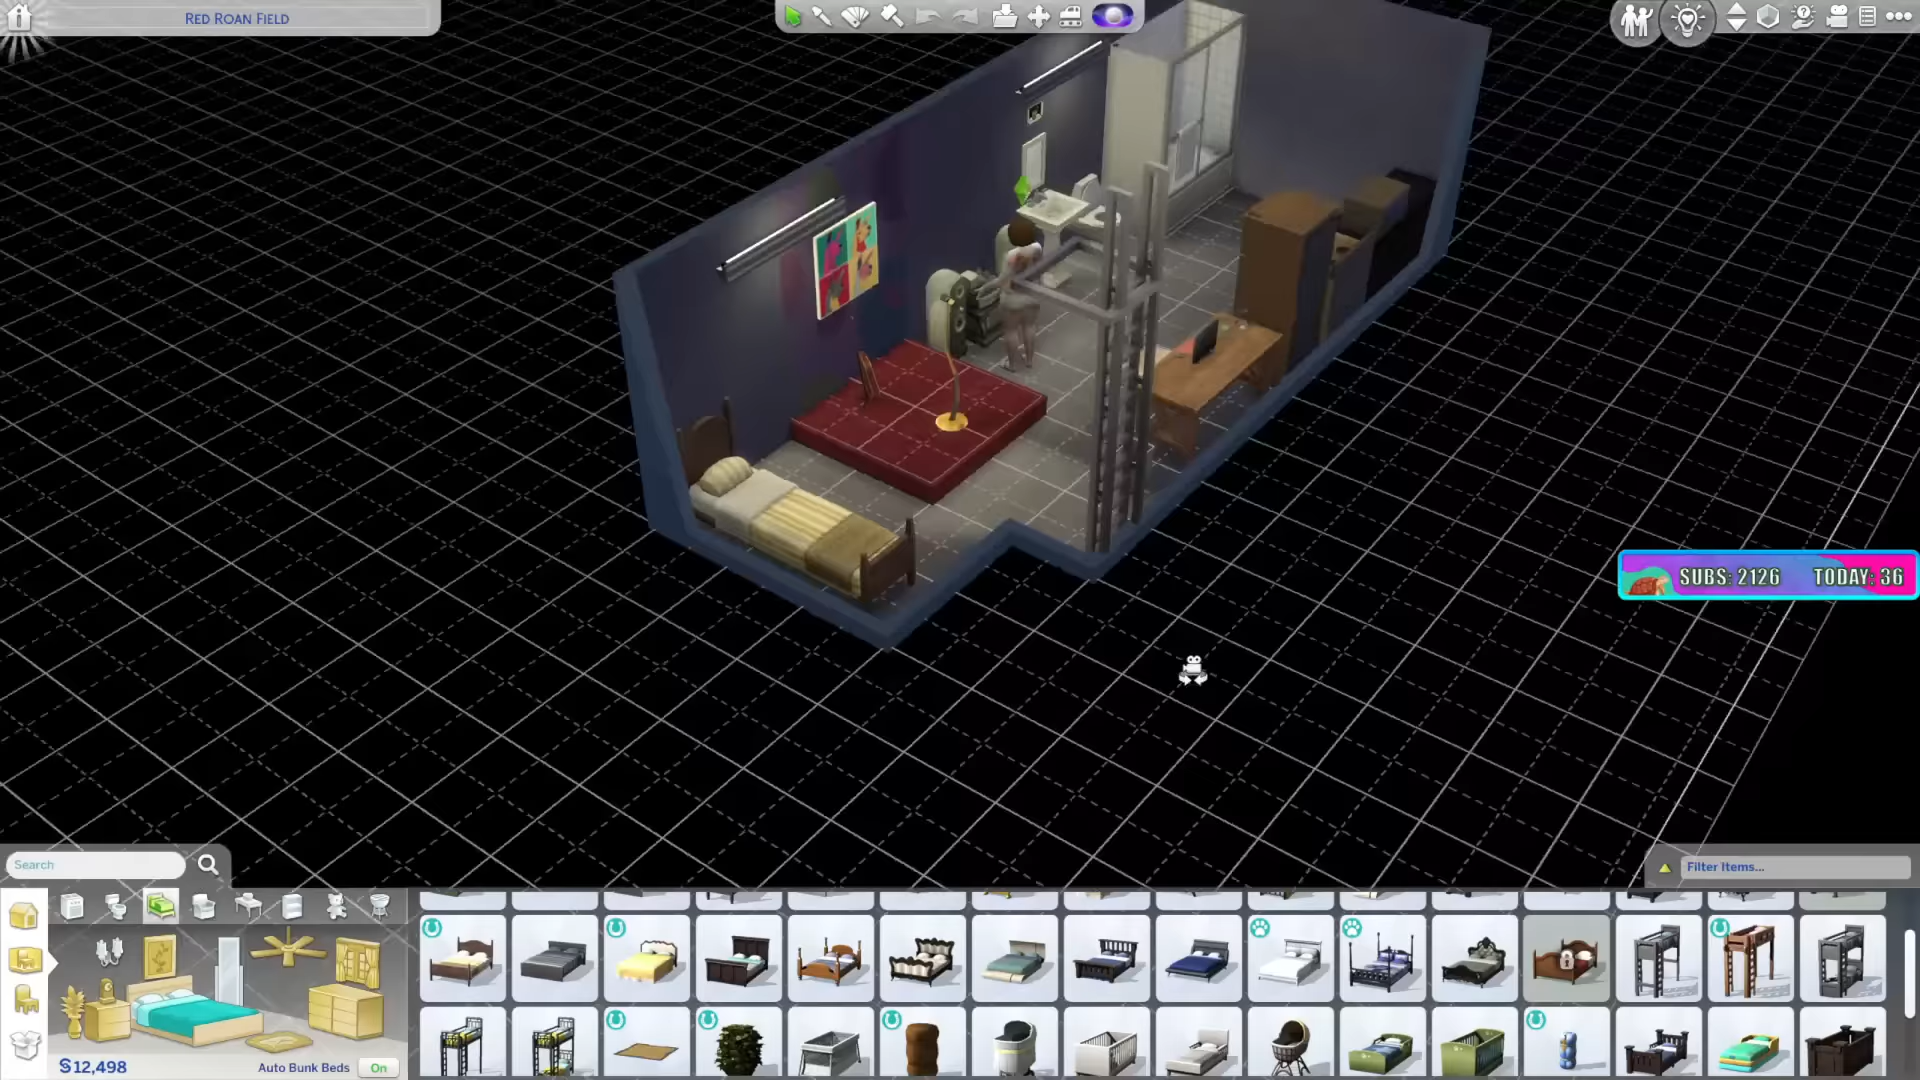 RED ROAN FIELD
SUBS: 2126 TODAY: 36
Search
Filter Items...
§12,498
Auto Bunk Beds On